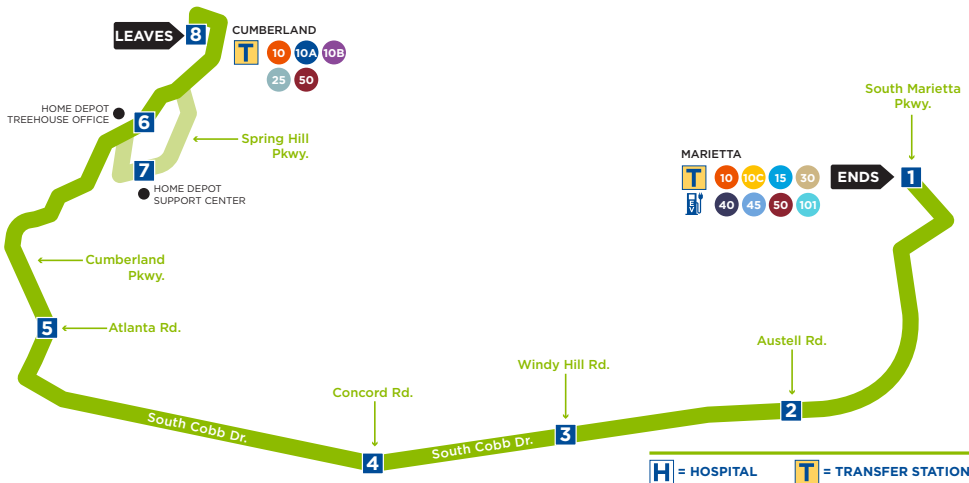 LEAVES
8
CUMBERLAND
T
10
10A
10B
25
50
HOME DEPOT
TREEHOUSE OFFICE
6
Spring Hill
Pkwy.
7
HOME DEPOT
SUPPORT CENTER
South Marietta
Pkwy.
MARIETTA
T
10
10C
15
30
EV
40
45
50
101
ENDS
1
Cumberland
Pkwy.
5
Atlanta Rd.
South Cobb Dr.
Concord Rd.
4
South Cobb Dr.
Windy Hill Rd.
3
Austell Rd.
2
H = HOSPITAL
T = TRANSFER STATION